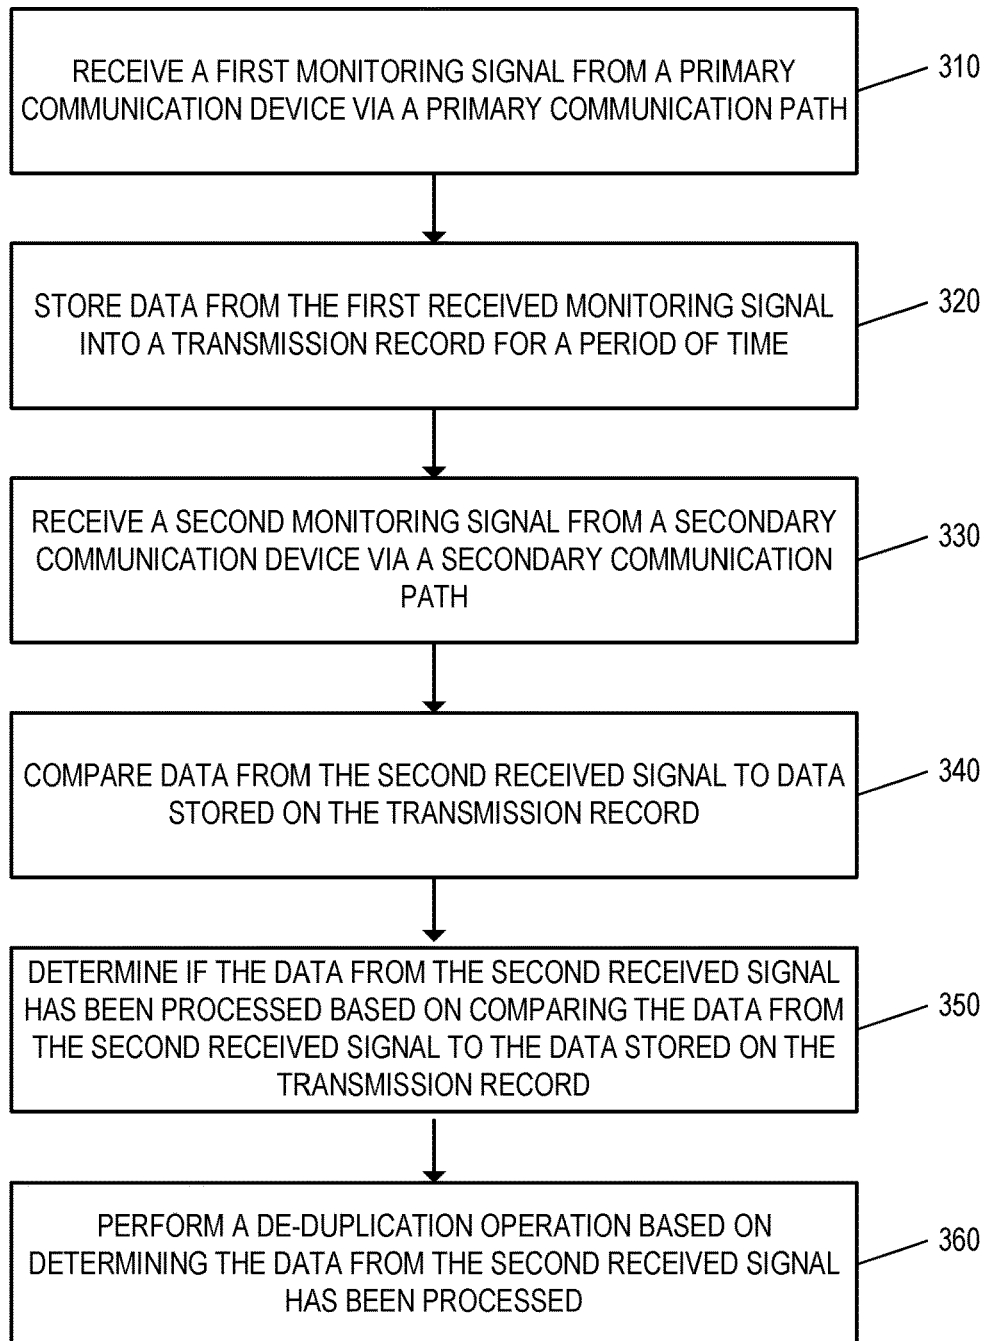 RECEIVE A FIRST MONITORING SIGNAL FROM A PRIMARY
COMMUNICATION DEVICE VIA A PRIMARY COMMUNICATION PATH
310
STORE DATA FROM THE FIRST RECEIVED MONITORING SIGNAL
INTO A TRANSMISSION RECORD FOR A PERIOD OF TIME
320
RECEIVE A SECOND MONITORING SIGNAL FROM A SECONDARY
COMMUNICATION DEVICE VIA A SECONDARY COMMUNICATION
PATH
330
COMPARE DATA FROM THE SECOND RECEIVED SIGNAL TO DATA
STORED ON THE TRANSMISSION RECORD
340
DETERMINE IF THE DATA FROM THE SECOND RECEIVED SIGNAL
HAS BEEN PROCESSED BASED ON COMPARING THE DATA FROM
THE SECOND RECEIVED SIGNAL TO THE DATA STORED ON THE
TRANSMISSION RECORD
350
PERFORM A DE-DUPLICATION OPERATION BASED ON
DETERMINING THE DATA FROM THE SECOND RECEIVED SIGNAL
HAS BEEN PROCESSED
360